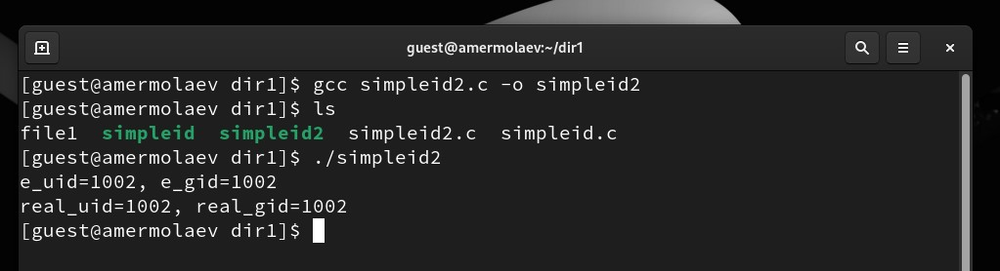 guest@amermolaev:~/dir1
[guest@amermolaev dir1]$ gcc simpleid2.c -o simpleid2
[guest@amermolaev dir1]$ ls
file1  simpleid  simpleid2  simpleid2.c  simpleid.c
[guest@amermolaev dir1]$ ./simpleid2
e_uid=1002, e_gid=1002
real_uid=1002, real_gid=1002
[guest@amermolaev dir1]$